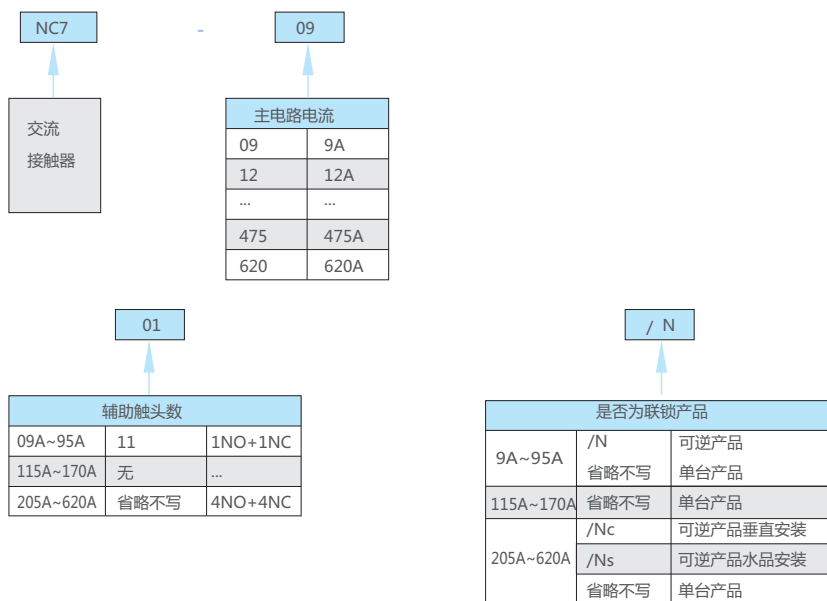 NC7 - 09
交流
接触器
主电路电流
09 9A
12 12A
... ...
475 475A
620 620A
01
辅助触头数
09A~95A 11 1NO+1NC
115A~170A 无 ...
205A~620A 省略不写 4NO+4NC
/ N
是否为联锁产品
9A~95A /N 可逆产品
省略不写 单台产品
115A~170A 省略不写 单台产品
205A~620A /Nc 可逆产品垂直安装
/Ns 可逆产品水品安装
省略不写 单台产品